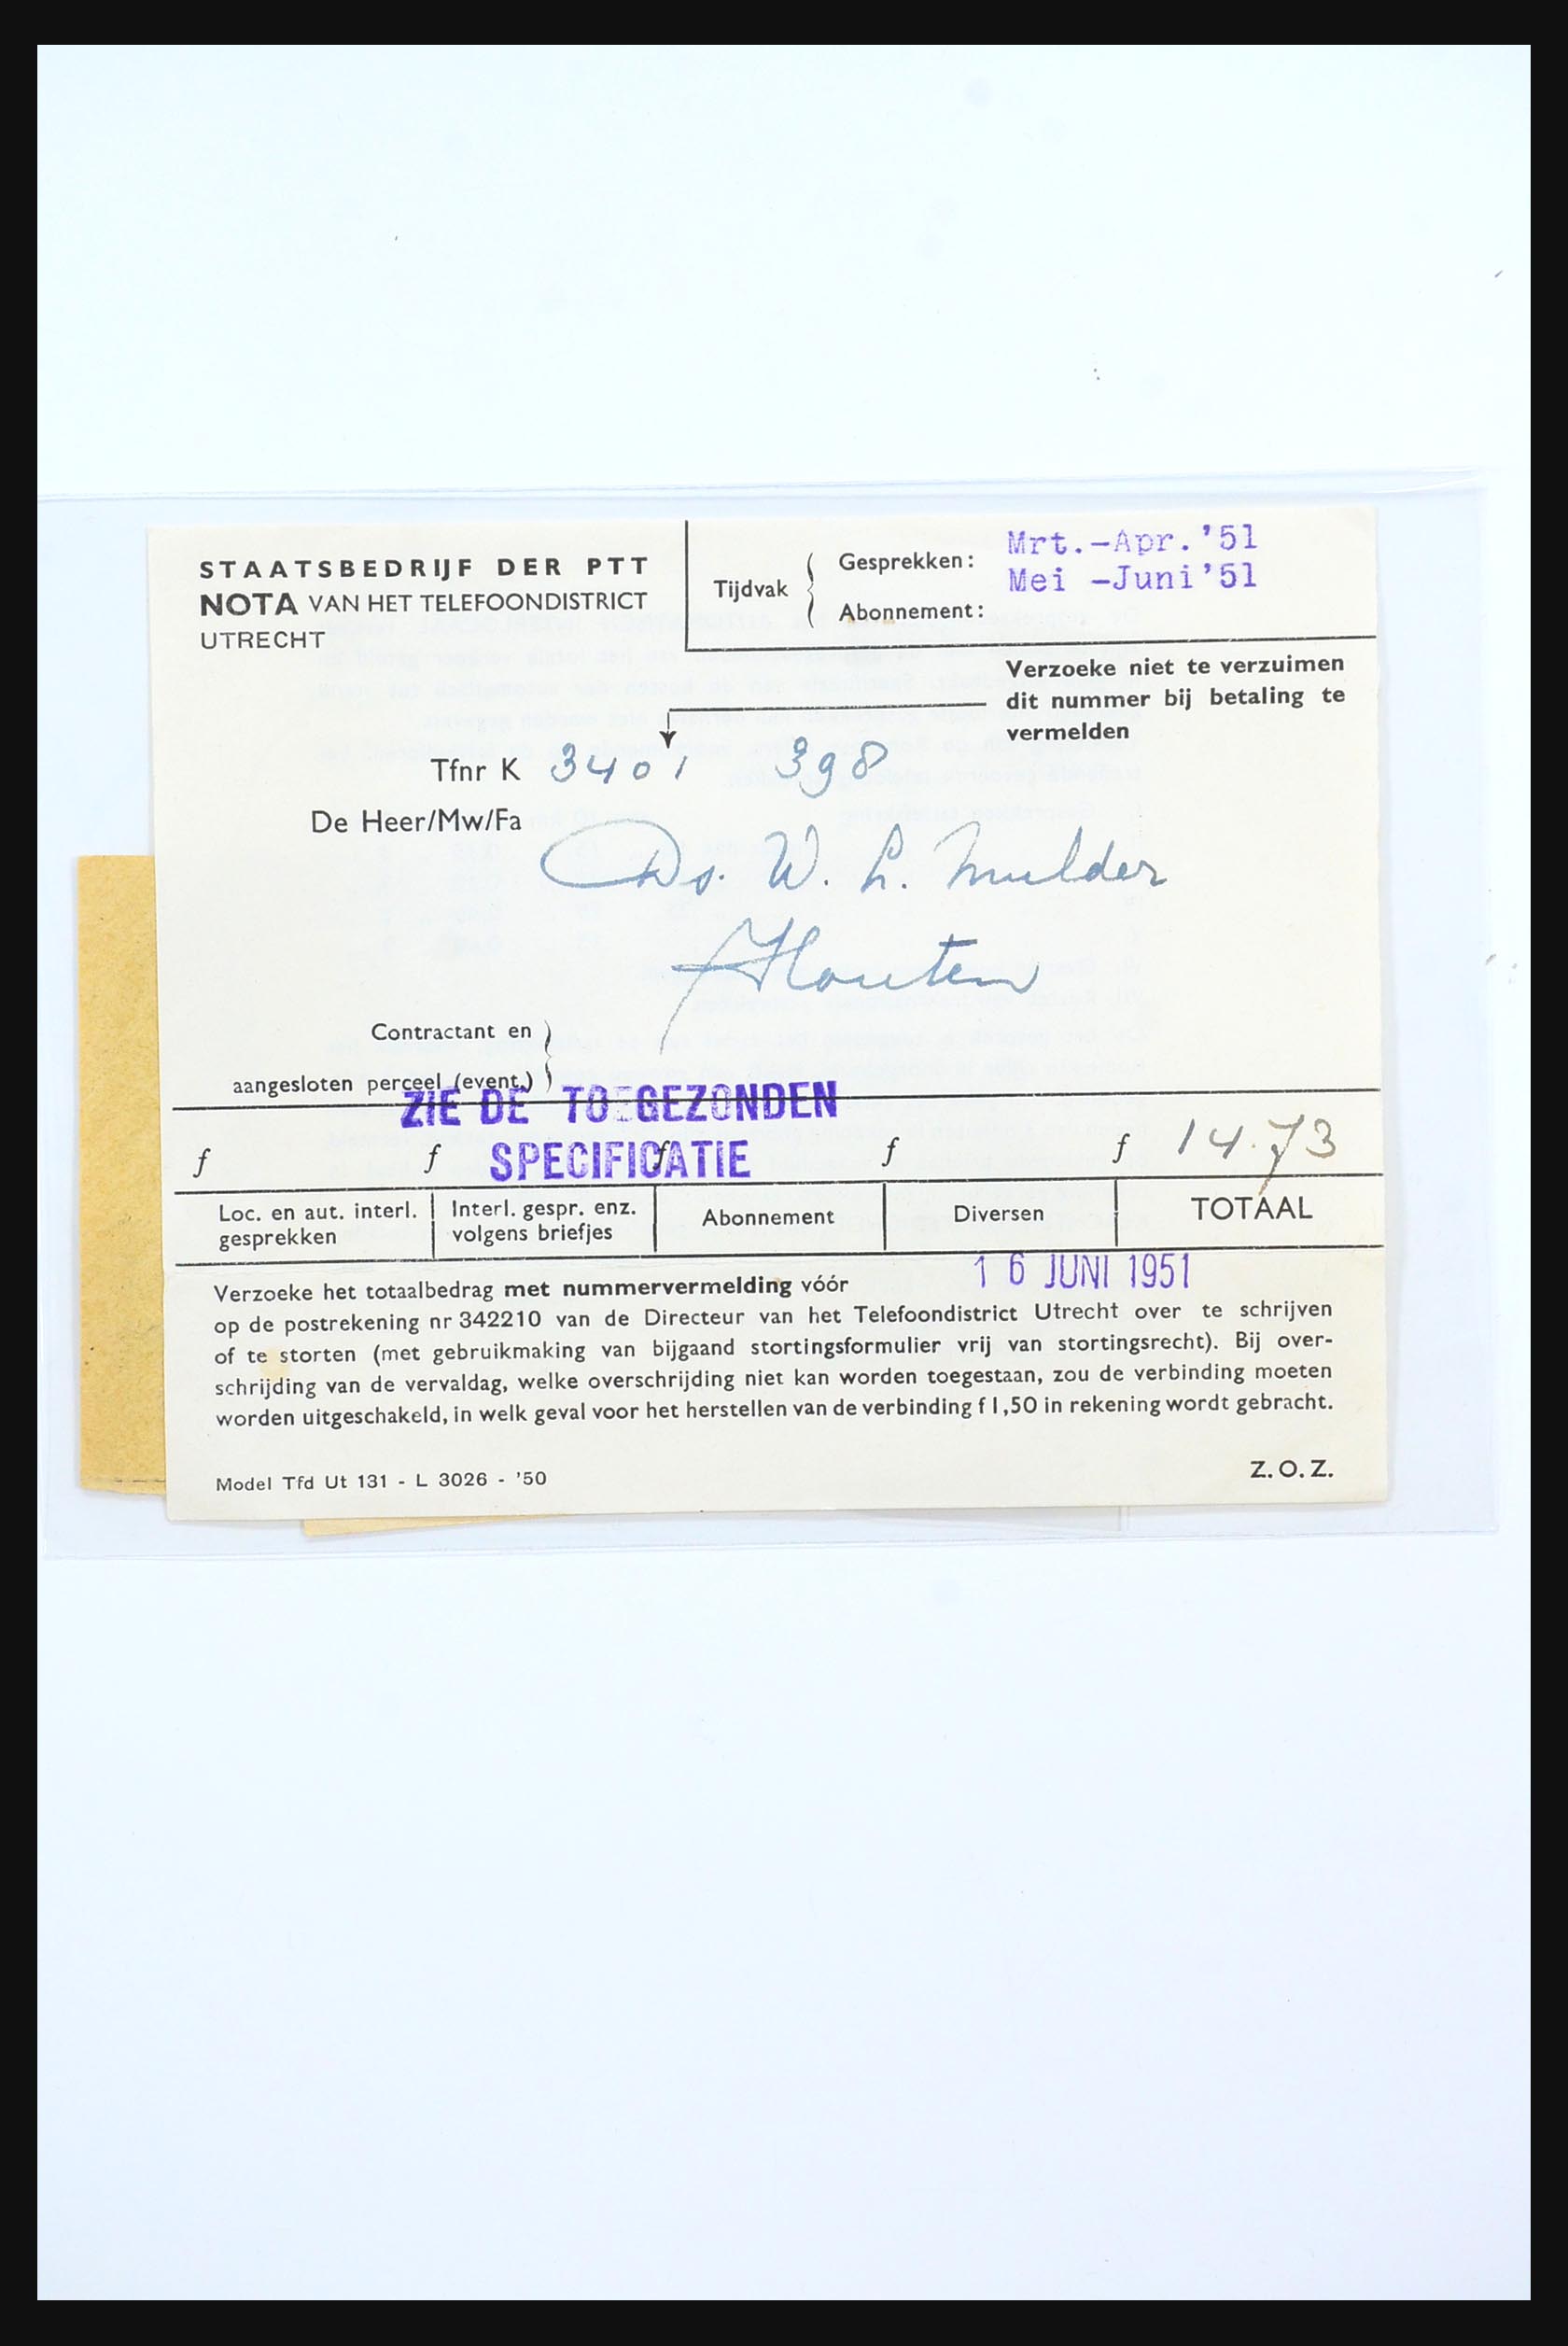 STAATSBEDRIJF DER PTT
NOTA VAN HET TELEFOONDISTRICT
UTRECHT
Tijdvak
Gesprekken: Mrt.-Apr.'51
Abonnement: Mei -Juni'51
Verzoeke niet te verzuimen
dit nummer bij betaling te
vermelden
Tfnr K 3401 398
De Heer/Mw/Fa
Ds. W. L. Mulder
Houten
Contractant en
aangesloten perceel (event.)
ZIE DE TOEGEZONDEN
SPECIFICATIE
f f f f f 14.73
Loc. en aut. interl. gesprekken
Interl. gespr. enz. volgens briefjes
Abonnement
Diversen
TOTAAL
Verzoeke het totaalbedrag met nummervermelding vóór 16 JUNI 1951
op de postrekening nr 342210 van de Directeur van het Telefoondistrict Utrecht over te schrijven
of te storten (met gebruikmaking van bijgaand stortingsformulier vrij van stortingsrecht). Bij over-
schrijding van de vervaldag, welke overschrijding niet kan worden toegestaan, zou de verbinding moeten
worden uitgeschakeld, in welk geval voor het herstellen van de verbinding f 1,50 in rekening wordt gebracht.
Model Tfd Ut 131 - L 3026 - '50
Z.O.Z.